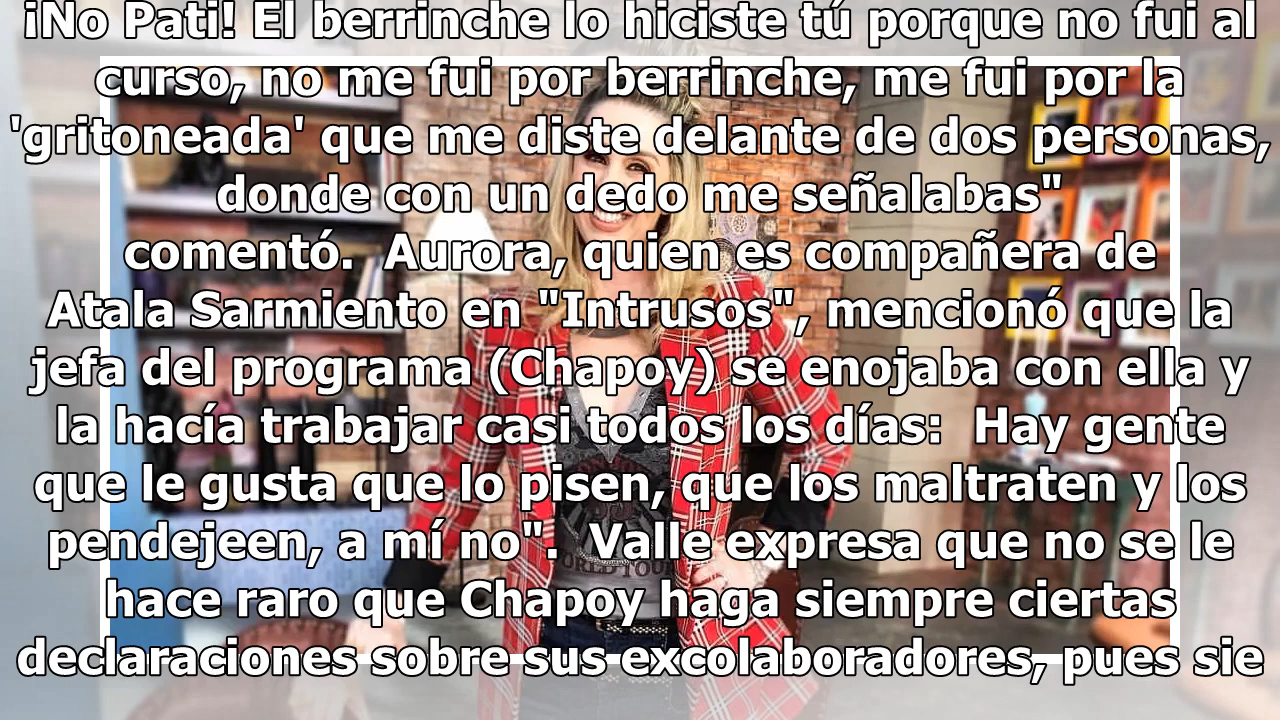 ¡No Pati! El berrinche lo hiciste tú porque no fui al
curso, no me fui por berrinche, me fui por la
'gritoneada' que me diste delante de dos personas,
donde con un dedo me señalabas"
comentó.  Aurora, quien es compañera de
Atala Sarmiento en "Intrusos", mencionó que la
jefa del programa (Chapoy) se enojaba con ella y
la hacía trabajar casi todos los días:  Hay gente
que le gusta que lo pisen, que los maltraten y los
pendejeen, a mí no".  Valle expresa que no se le
hace raro que Chapoy haga siempre ciertas
declaraciones sobre sus excolaboradores, pues sie
WORLD TOUR